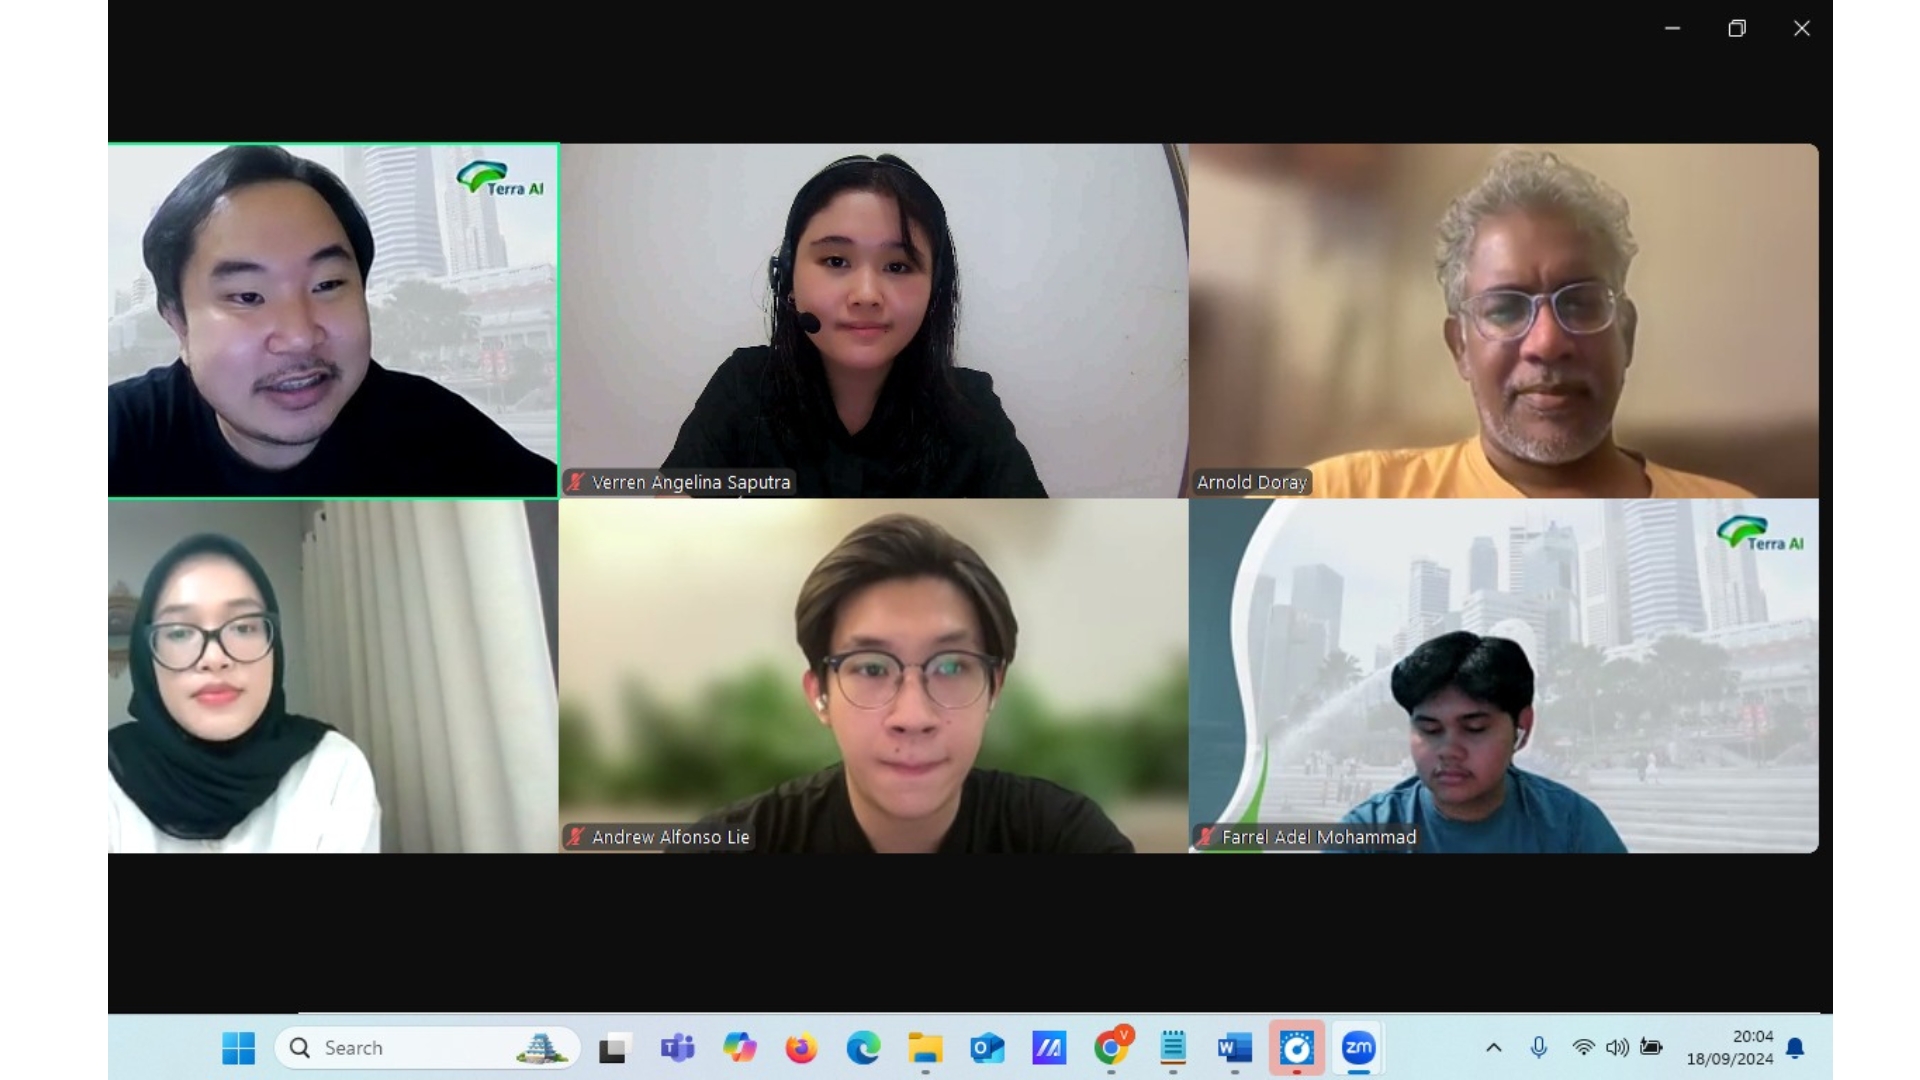 Terra AI
Verren Angelina Saputra
Arnold Doray
Terra AI
Andrew Alfonso Lie
Farrel Adel Mohammad
Search
V
W
zm
20:04
18/09/2024